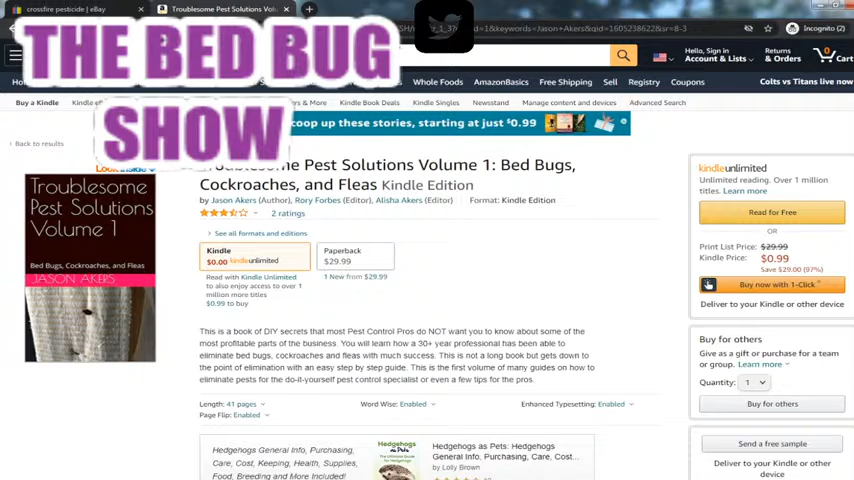 crossfire pesticide | eBay
Troublesome Pest Solutions Volu
=1&keywords=Jason+Akers&qid=1605238622&sr=8-3
Incognito (2)
THE BED BUG
SHOW
Hello, Sign in
Account & Lists
Returns
& Orders
0
Cart
Whole Foods
AmazonBasics
Free Shipping
Sell
Registry
Coupons
Colts vs Titans live now
Buy a Kindle
& More
Kindle Book Deals
Kindle Singles
Newsstand
Manage content and devices
Advanced Search
Back to results
coop up these stories, starting at just $0.99
Troublesome Pest Solutions Volume 1: Bed Bugs,
Cockroaches, and Fleas Kindle Edition
by Jason Akers (Author), Rory Forbes (Editor), Alisha Akers (Editor) Format: Kindle Edition
2 ratings
See all formats and editions
Kindle
$0.00 kindleunlimited
Paperback
$29.99
Read with Kindle Unlimited
to also enjoy access to over 1
million more titles
$0.99 to buy
1 New from $29.99
Look inside
Troublesome
Pest Solutions
Volume 1
Bed Bugs, Cockroaches, and Fleas
JASON AKERS
This is a book of DIY secrets that most Pest Control Pros do NOT want you to know about some of the
most profitable parts of the business. You will learn how a 30+ year professional has been able to
eliminate bed bugs, cockroaches and fleas with much success. This is not a long book but gets down to
the point of elimination with an easy step by step guide. This is the first volume of many guides on how to
eliminate pests for the do-it-yourself pest control specialist or even a few tips for the pros.
Length: 41 pages
Word Wise: Enabled
Enhanced Typesetting: Enabled
Page Flip: Enabled
Hedgehogs General Info, Purchasing,
Care, Cost, Keeping, Health, Supplies,
Food, Breeding and More Included!
Hedgehogs as Pets
Hedgehogs as Pets: Hedgehogs
General Info, Purchasing, Care, Cost...
by Lolly Brown
kindleunlimited
Unlimited reading. Over 1 million
titles. Learn more
Read for Free
OR
Print List Price: $29.99
Kindle Price: $0.99
Save $29.00 (97%)
Buy now with 1-Click
Deliver to your Kindle or other device
Buy for others
Give as a gift or purchase for a team
or group. Learn more
Quantity: 1
Buy for others
Send a free sample
Deliver to your Kindle or other
device